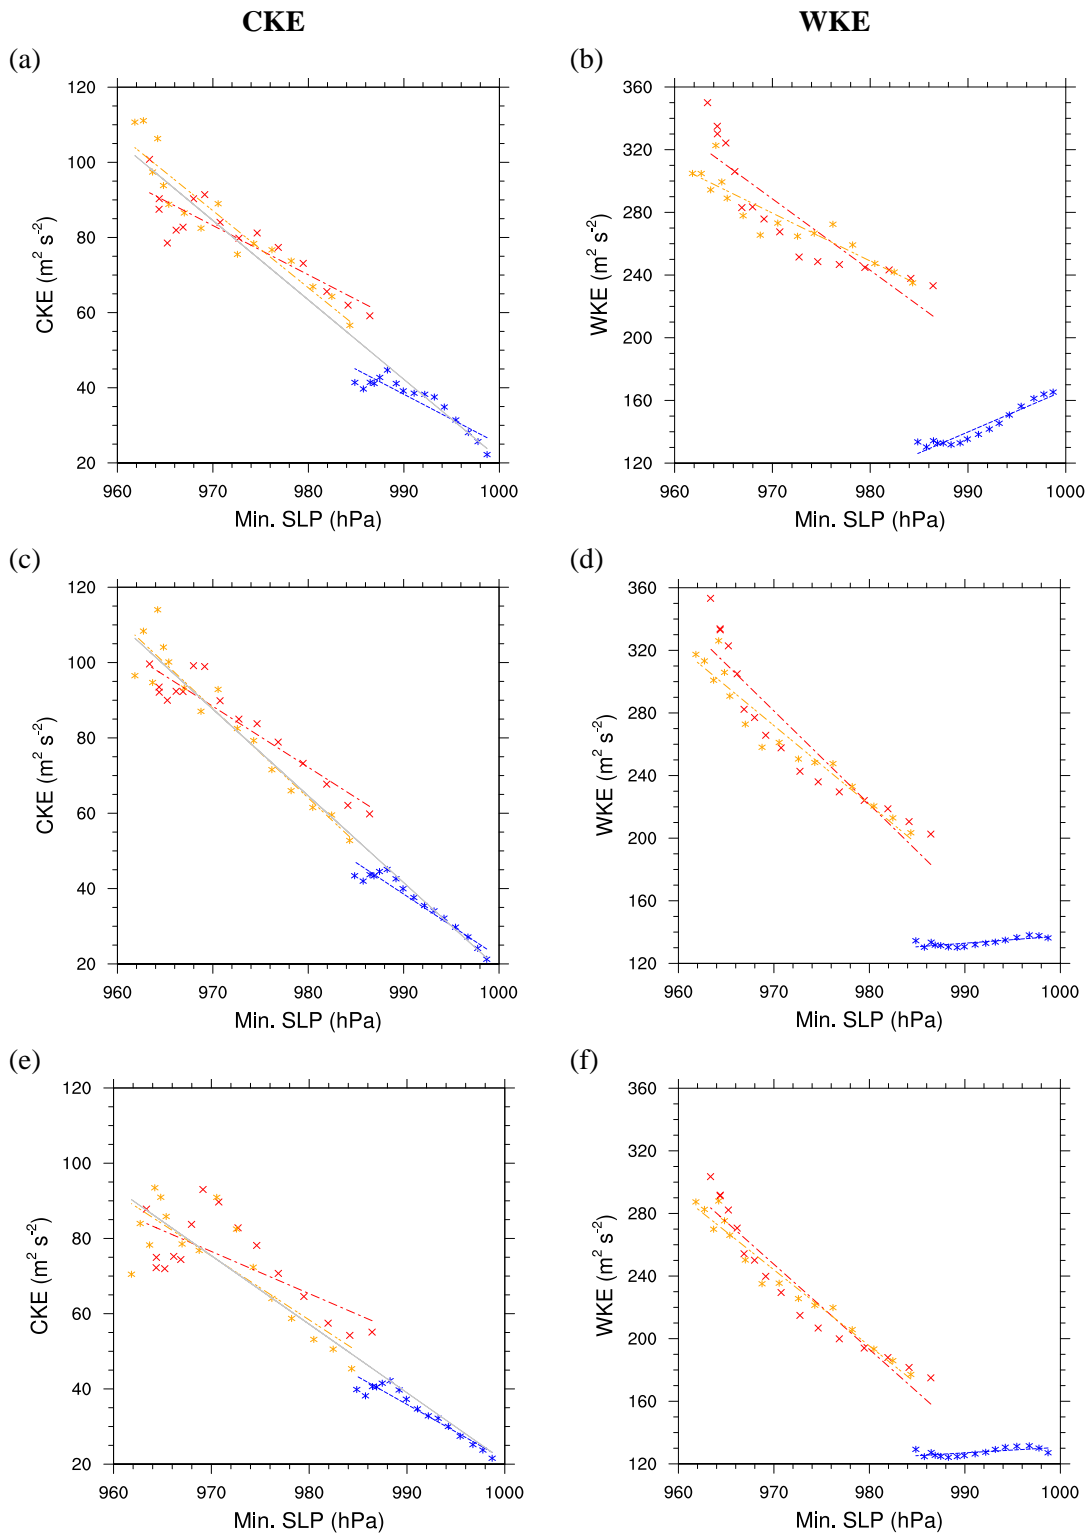 CKE WKE
(a) (b)
120
100
80
60
40
20
CKE (m² s⁻²)
960 970 980 990 1000
Min. SLP (hPa)
360
320
280
240
200
160
120
WKE (m² s⁻²)
960 970 980 990 1000
Min. SLP (hPa)
(c) (d)
120
100
80
60
40
20
CKE (m² s⁻²)
960 970 980 990 1000
Min. SLP (hPa)
360
320
280
240
200
160
120
WKE (m² s⁻²)
960 970 980 990 1000
Min. SLP (hPa)
(e) (f)
120
100
80
60
40
20
CKE (m² s⁻²)
960 970 980 990 1000
Min. SLP (hPa)
360
320
280
240
200
160
120
WKE (m² s⁻²)
960 970 980 990 1000
Min. SLP (hPa)